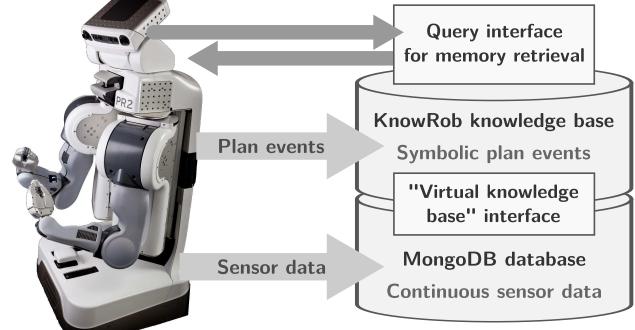 Query interface
for memory retrieval
PR2
KnowRob knowledge base
Plan events
Symbolic plan events
"Virtual knowledge
base" interface
MongoDB database
Sensor data
Continuous sensor data